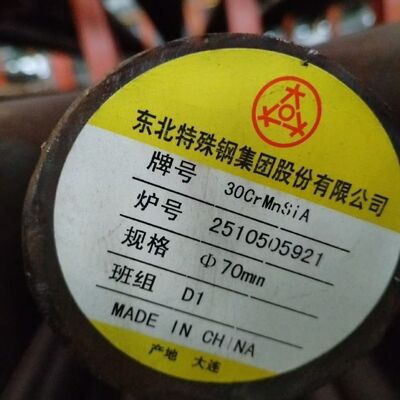 东北特殊钢集团股份有限公司
牌号 30CrMnSiA
炉号 2510505921
规格 Φ70mm
班组 D1
MADE IN CHINA
产地 大连